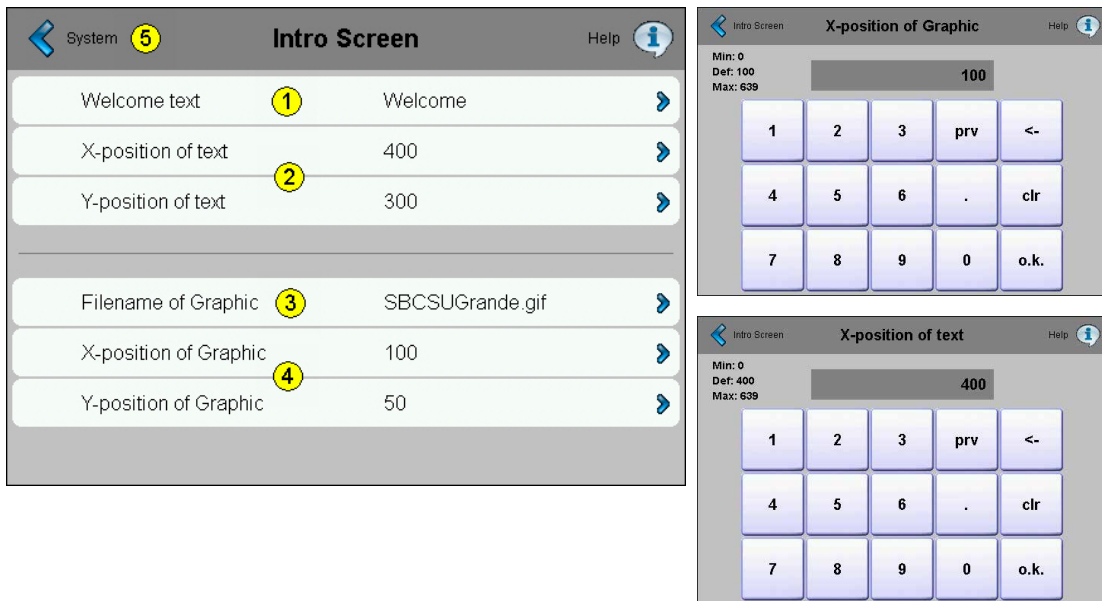 System 5 Intro Screen Help
Welcome text 1 Welcome
X-position of text 400
2
Y-position of text 300
Filename of Graphic 3 SBCSUGrande.gif
X-position of Graphic 100
4
Y-position of Graphic 50
Intro Screen X-position of Graphic Help
Min: 0
Def: 100
Max: 639
100
1 2 3 prv <-
4 5 6 . clr
7 8 9 0 o.k.
Intro Screen X-position of text Help
Min: 0
Def: 400
Max: 639
400
1 2 3 prv <-
4 5 6 . clr
7 8 9 0 o.k.